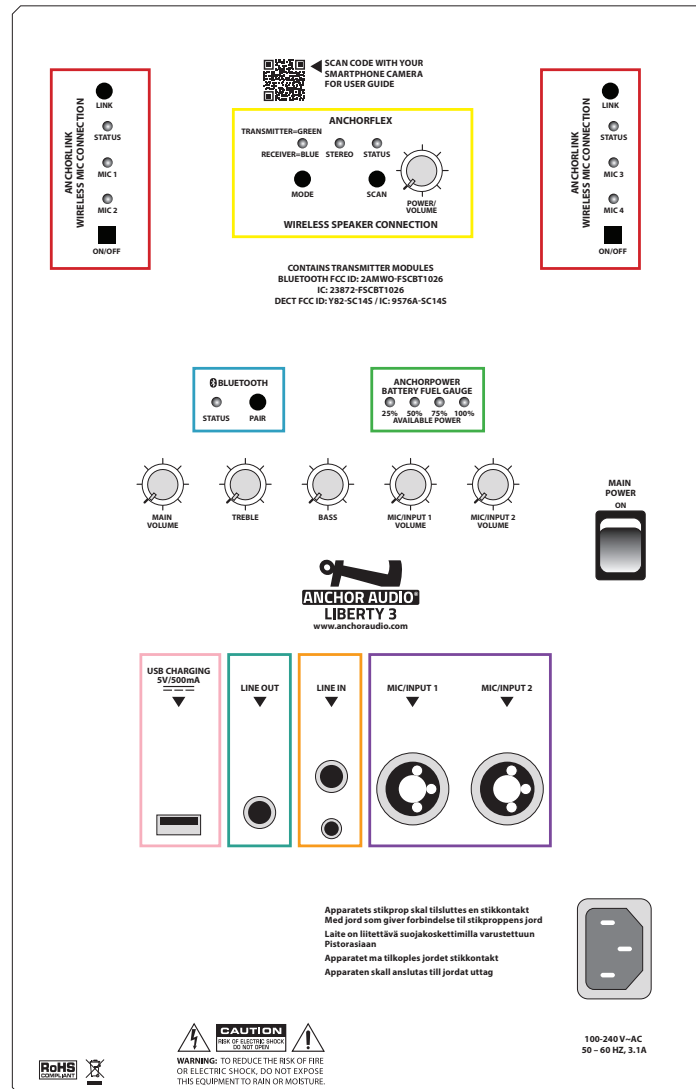 SCAN CODE WITH YOUR
SMARTPHONE CAMERA
FOR USER GUIDE
ANCHORLINK
WIRELESS MIC CONNECTION
LINK
STATUS
MIC 1
MIC 2
ON/OFF
ANCHORFLEX
TRANSMITTER=GREEN
RECEIVER=BLUE STEREO STATUS
MODE SCAN
POWER/
VOLUME
WIRELESS SPEAKER CONNECTION
ANCHORLINK
WIRELESS MIC CONNECTION
LINK
STATUS
MIC 3
MIC 4
ON/OFF
CONTAINS TRANSMITTER MODULES
BLUETOOTH FCC ID: 2AMWO-FSCBT1026
IC: 23872-FSCBT1026
DECT FCC ID: Y82-SC14S / IC: 9576A-SC14S
BLUETOOTH
STATUS PAIR
ANCHORPOWER
BATTERY FUEL GAUGE
25% 50% 75% 100%
AVAILABLE POWER
MAIN
VOLUME
TREBLE
BASS
MIC/INPUT 1
VOLUME
MIC/INPUT 2
VOLUME
MAIN
POWER
ON
ANCHOR AUDIO®
LIBERTY 3
www.anchoraudio.com
USB CHARGING
5V/500mA
LINE OUT
LINE IN
MIC/INPUT 1
MIC/INPUT 2
Apparatets stikprop skal tilsluttes en stikkontakt
Med jord som giver forbindelse til stikproppens jord
Laite on liitettävä suojakoskettimilla varustettuun
Pistorasiaan
Apparatet ma tilkoples jordet stikkontakt
Apparaten skall anslutas till jordat uttag
100-240 V~AC
50 – 60 HZ, 3.1A
RoHS
COMPLIANT
CAUTION
RISK OF ELECTRIC SHOCK
DO NOT OPEN
WARNING: TO REDUCE THE RISK OF FIRE
OR ELECTRIC SHOCK, DO NOT EXPOSE
THIS EQUIPMENT TO RAIN OR MOISTURE.